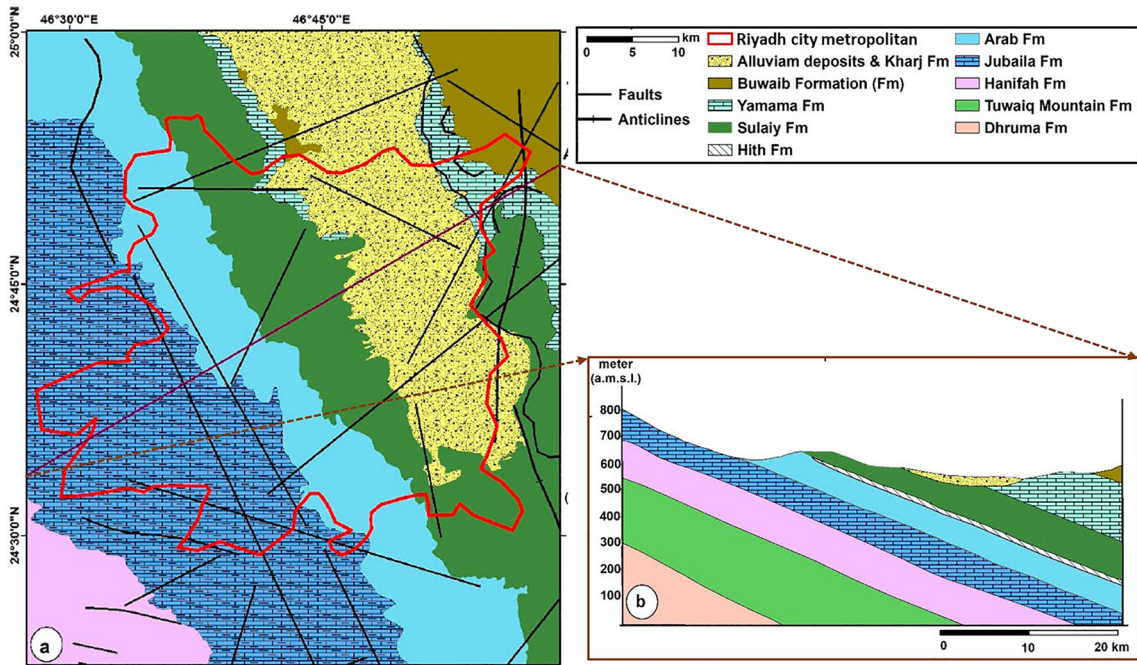 46°30'0"E
46°45'0"E
25°0'0"N
24°45'0"N
24°30'0"N
a
km
0 5 10
Faults
Anticlines
Riyadh city metropolitan
Alluviam deposits & Kharj Fm
Buwaib Formation (Fm)
Yamama Fm
Sulaiy Fm
Hith Fm
Arab Fm
Jubaila Fm
Hanifah Fm
Tuwaiq Mountain Fm
Dhruma Fm
meter
(a.m.s.l.)
800
700
600
500
400
300
200
100
b
0 10 20 km